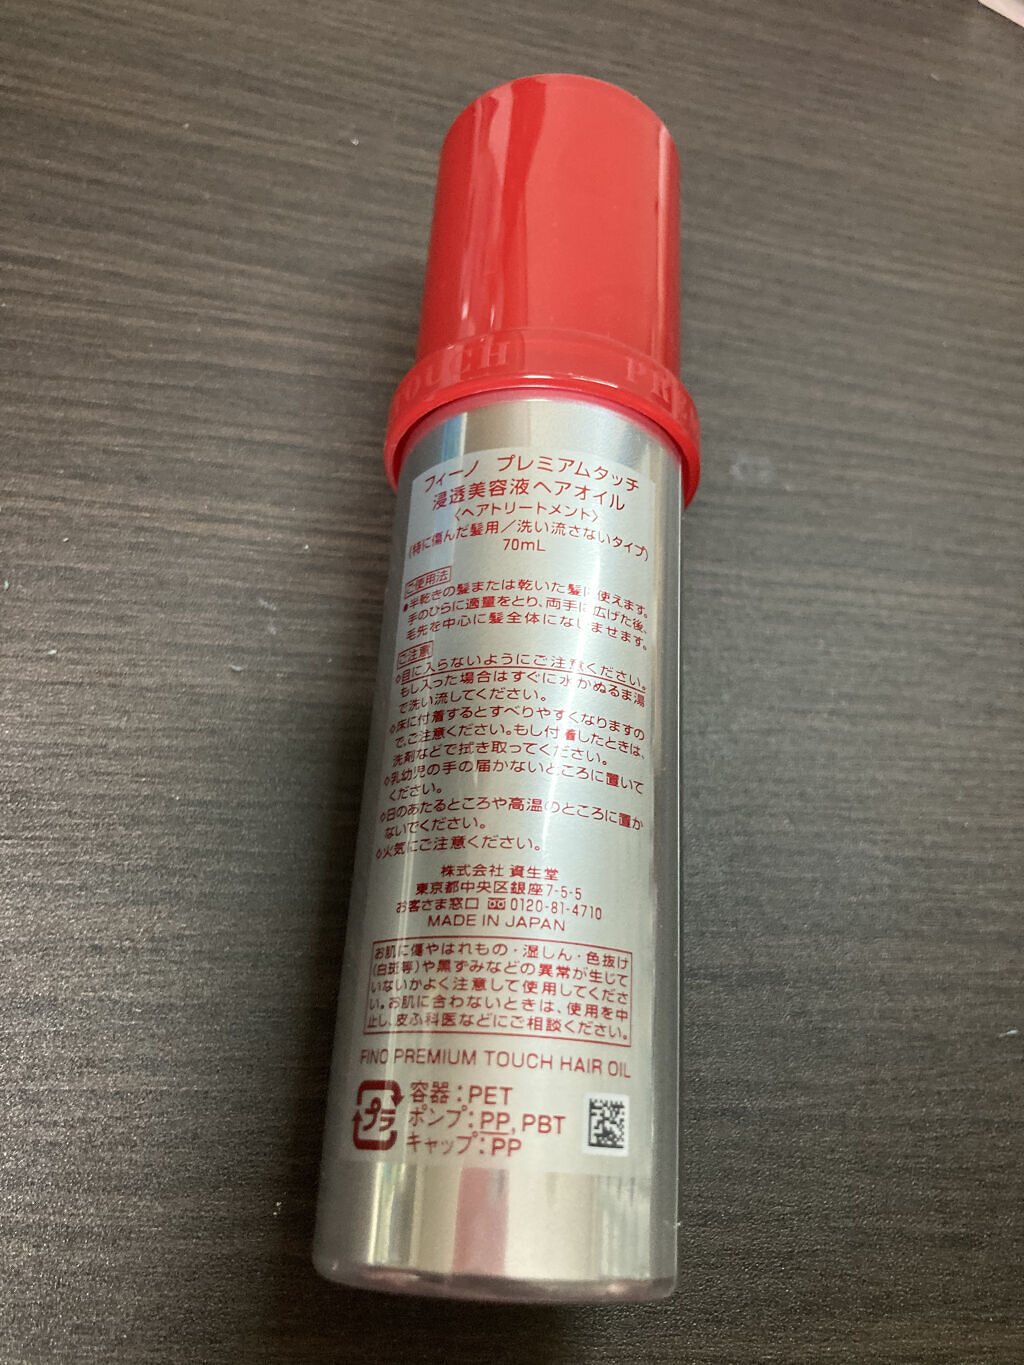 TOUCH PRE
フィーノ プレミアムタッチ
浸透美容液ヘアオイル
〈ヘアトリートメント〉
(特に傷んだ髪用／洗い流さないタイプ)
70mL
ご使用法
●半乾きの髪または乾いた髪に使えます。
手のひらに適量をとり、両手に広げた後、
毛先を中心に髪全体になじませます。
ご注意
◇目に入らないようにご注意ください。
もし入った場合はすぐに水かぬるま湯
で洗い流してください。
◇床に付着するとすべりやすくなりますの
で、ご注意ください。もし付着したときは、
洗剤などで拭き取ってください。
◇乳幼児の手の届かないところに置いて
ください。
◇日のあたるところや高温のところに置か
ないでください。
◇火気にご注意ください。
株式会社 資生堂
東京都中央区銀座7-5-5
お客さま窓口 0120-81-4710
MADE IN JAPAN
お肌に傷やはれもの・湿しん・色抜け
(白斑等)や黒ずみなどの異常が生じて
いないかよく注意して使用してくださ
い。お肌に合わないときは、使用を中
止し、皮ふ科医などにご相談ください。
FINO PREMIUM TOUCH HAIR OIL
プラ
容器：PET
ポンプ：PP, PBT
キャップ：PP